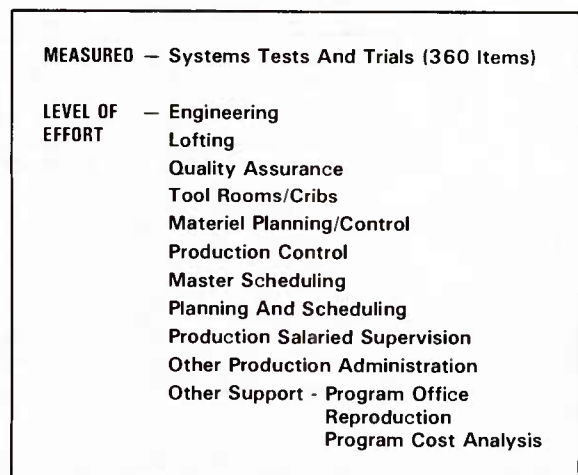 MEASURED — Systems Tests And Trials (360 Items)
LEVEL OF EFFORT — Engineering
Lofting
Quality Assurance
Tool Rooms/Cribs
Materiel Planning/Control
Production Control
Master Scheduling
Planning And Scheduling
Production Salaried Supervision
Other Production Administration
Other Support - Program Office
Reproduction
Program Cost Analysis